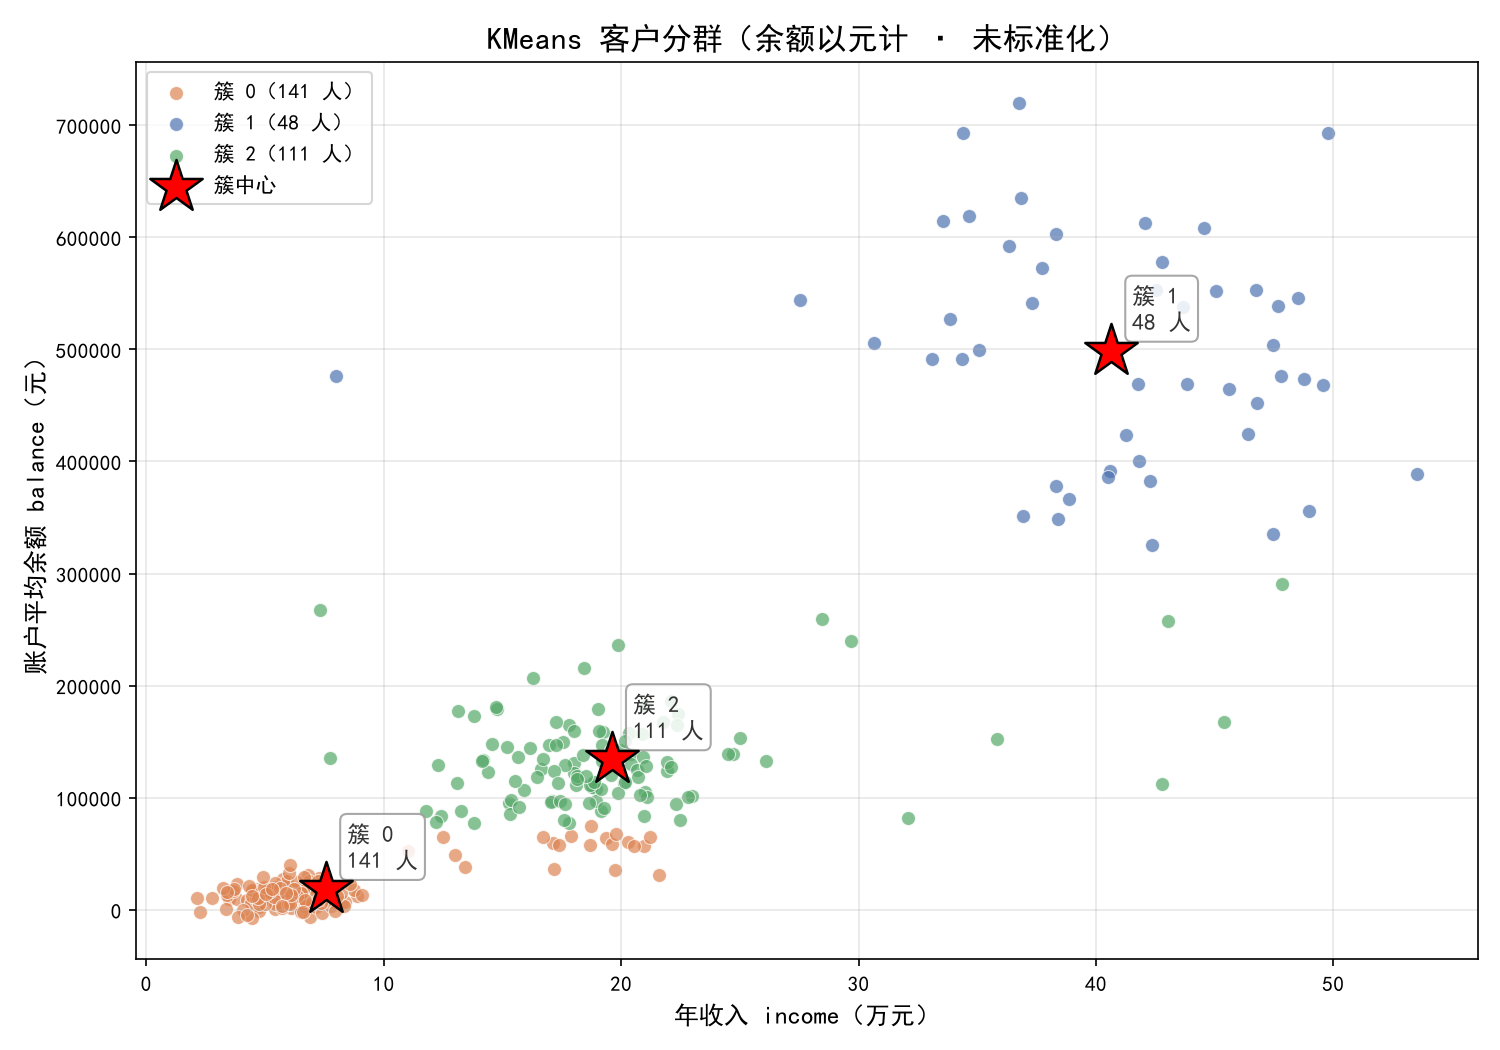 KMeans 客户分群（余额以元计 · 未标准化）
簇 0（141 人）
簇 1（48 人）
簇 2（111 人）
簇中心
账户平均余额 balance（元）
700000
600000
500000
400000
300000
200000
100000
0
簇 1
48 人
簇 2
111 人
簇 0
141 人
0 10 20 30 40 50
年收入 income（万元）